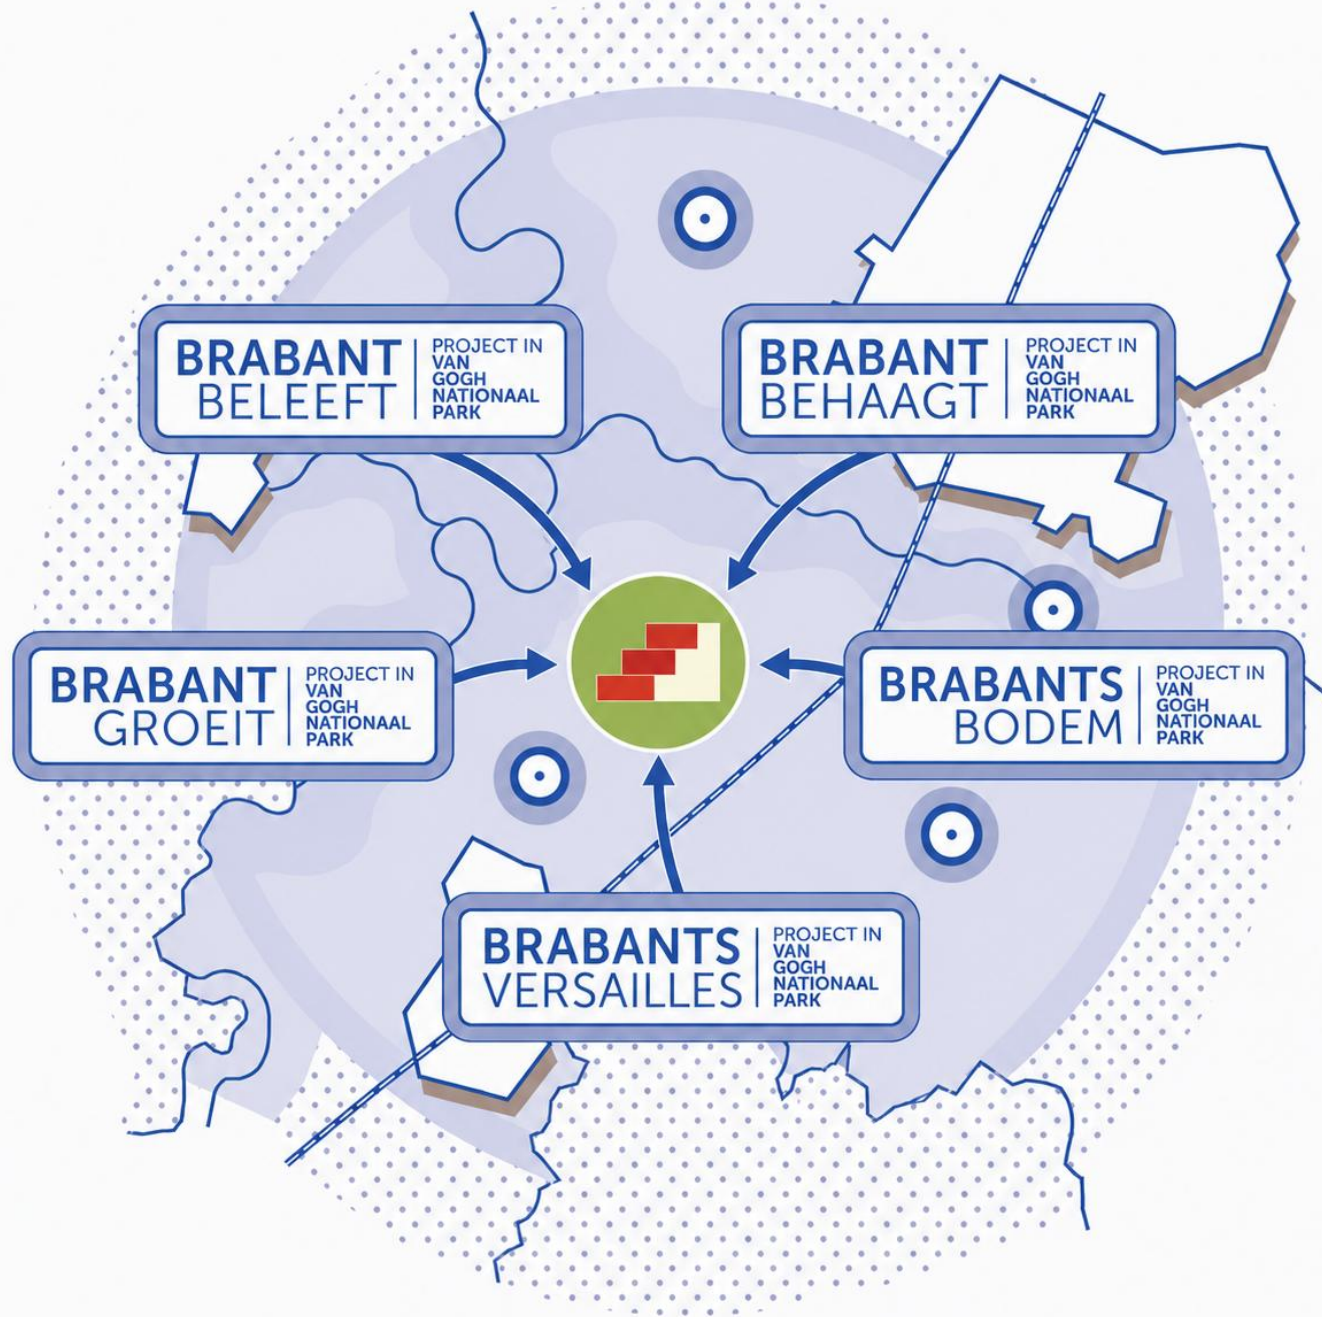 BRABANT
BELEEFT
PROJECT IN
VAN
GOGH
NATIONAAL
PARK
BRABANT
BEHAAGT
PROJECT IN
VAN
GOGH
NATIONAAL
PARK
BRABANT
GROEIT
PROJECT IN
VAN
GOGH
NATIONAAL
PARK
BRABANTS
BODEM
PROJECT IN
VAN
GOGH
NATIONAAL
PARK
BRABANTS
VERSAILLES
PROJECT IN
VAN
GOGH
NATIONAAL
PARK